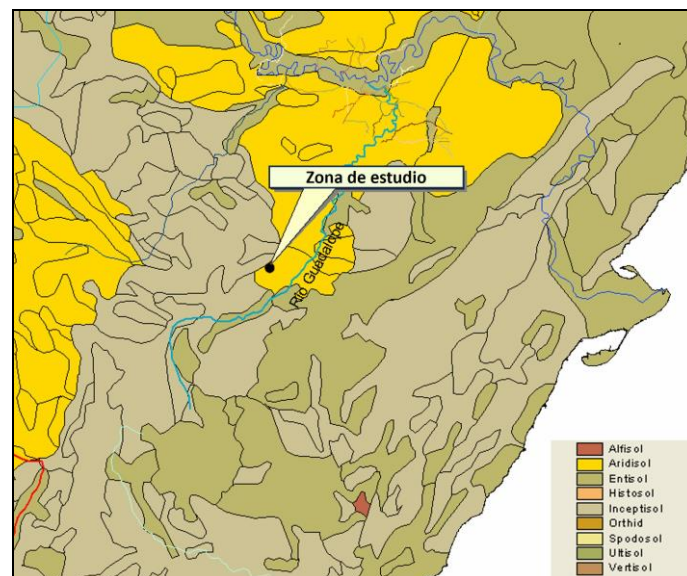 Zona de estudio
Río Guadalope
Alfisol
Aridisol
Entisol
Histosol
Inceptisol
Orthid
Spodosol
Ultisol
Vertisol